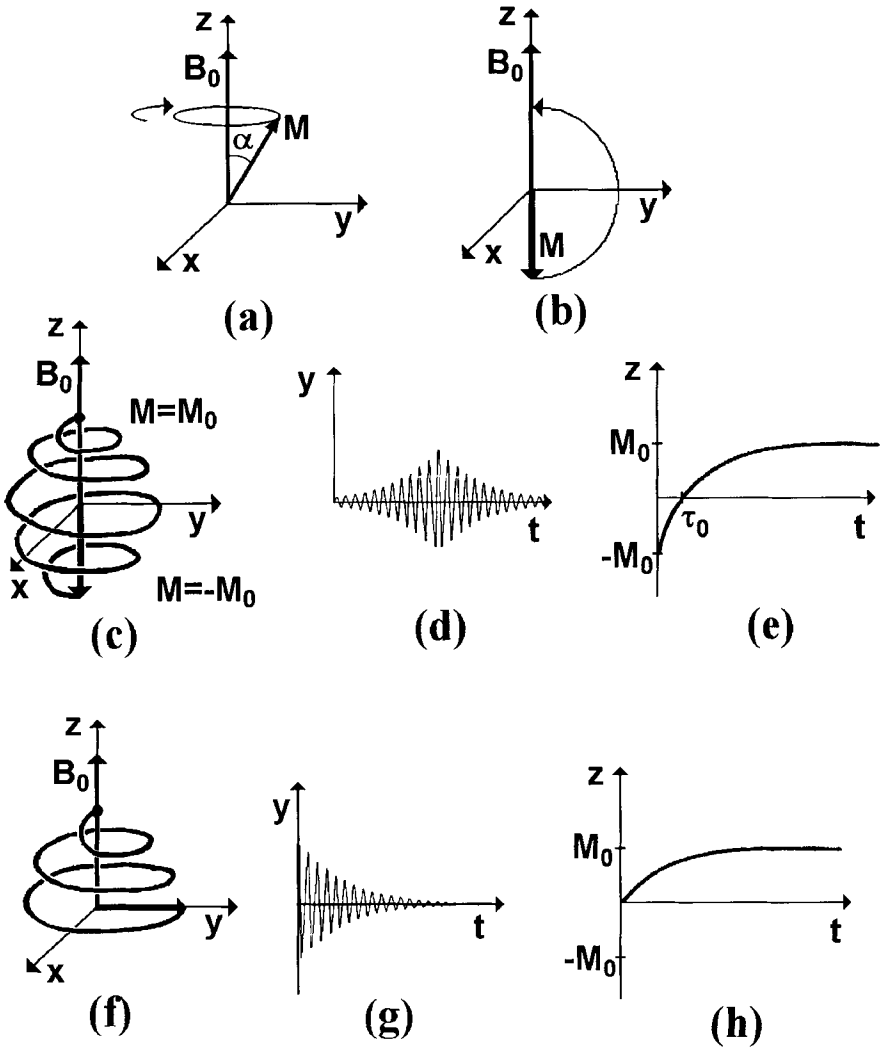 z
B₀
α
M
y
x
(a)
z
B₀
y
x
M
(b)
z
B₀
M=M₀
y
x
M=-M₀
(c)
y
t
(d)
z
M₀
τ₀
t
-M₀
(e)
z
B₀
y
x
(f)
y
t
(g)
z
M₀
t
-M₀
(h)